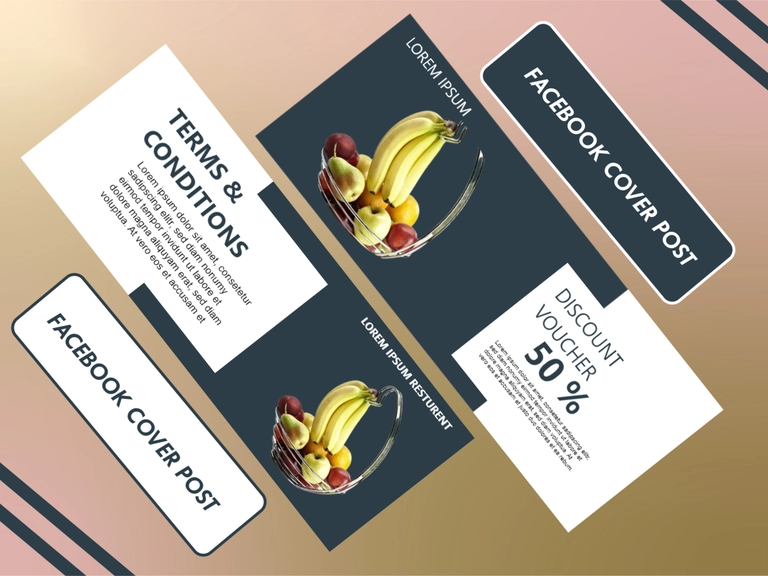 TERMS &
CONDITIONS
Lorem ipsum dolor sit amet, consetetur
sadipscing elitr, sed diam nonumy
eirmod tempor invidunt ut labore et
dolore magna aliquyam erat, sed diam
voluptua. At vero eos et accusam et
LOREM IPSUM RESTURENT
LOREM IPSUM
DISCOUNT
VOUCHER
50 %
Lorem ipsum dolor sit amet, consetetur sadipscing elitr,
sed diam nonumy eirmod tempor invidunt ut labore et
dolore magna aliquyam erat, sed diam voluptua. At
vero eos et accusam et justo duo dolores et ea rebum.
FACEBOOK COVER POST
FACEBOOK COVER POST